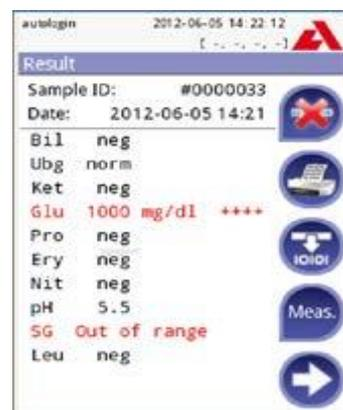 autologin 2012-06-05 14:22:12
[ -, -, -, -]
Result
Sample ID: #0000033
Date: 2012-06-05 14:21
Bil neg
Ubg norm
Ket neg
Glu 1000 mg/dl ++++
Pro neg
Ery neg
Nit neg
pH 5.5
SG Out of range
Leu neg
IOIOI
Meas.